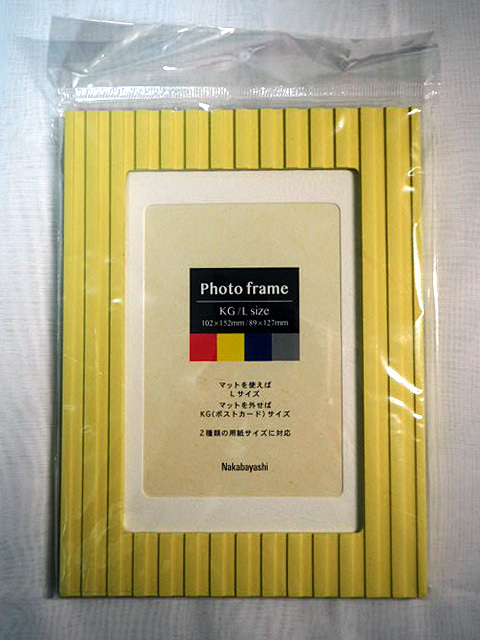 Photo frame
KG/L size
102×152mm/89×127mm
マットを使えば
Lサイズ
マットを外せば
KG(ポストカード)サイズ
2種類の用紙サイズに対応
Nakabayashi